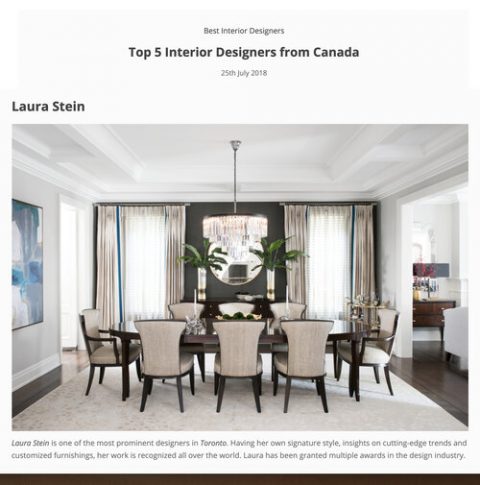 Best Interior Designers
Top 5 Interior Designers from Canada
25th July 2018
Laura Stein
Laura Stein is one of the most prominent designers in Toronto. Having her own signature style, insights on cutting-edge trends and
customized furnishings, her work is recognized all over the world. Laura has been granted multiple awards in the design industry.